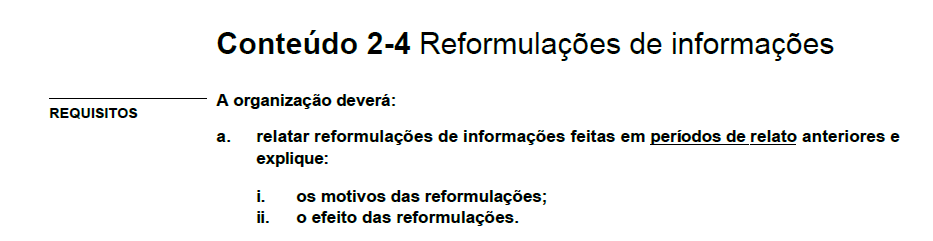 Conteúdo 2-4 Reformulações de informações
REQUISITOS
A organização deverá:
a. relatar reformulações de informações feitas em períodos de relato anteriores e
explique:
i. os motivos das reformulações;
ii. o efeito das reformulações.